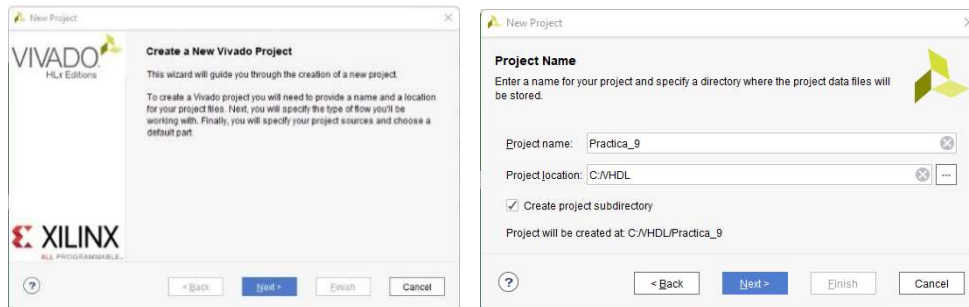 New Project
VIVADO
HLx Editions
Create a New Vivado Project
This wizard will guide you through the creation of a new project.
To create a Vivado project you will need to provide a name and a location
for your project files. Next, you will specify the type of flow you'll be
working with. Finally, you will specify your project sources and choose a
default part.
XILINX
ALL PROGRAMMABLE.
?
< Back
Next >
Finish
Cancel
New Project
Project Name
Enter a name for your project and specify a directory where the project data files will
be stored.
Project name: Practica_9
Project location: C:/VHDL
...
Create project subdirectory
Project will be created at: C:/VHDL/Practica_9
?
< Back
Next >
Finish
Cancel